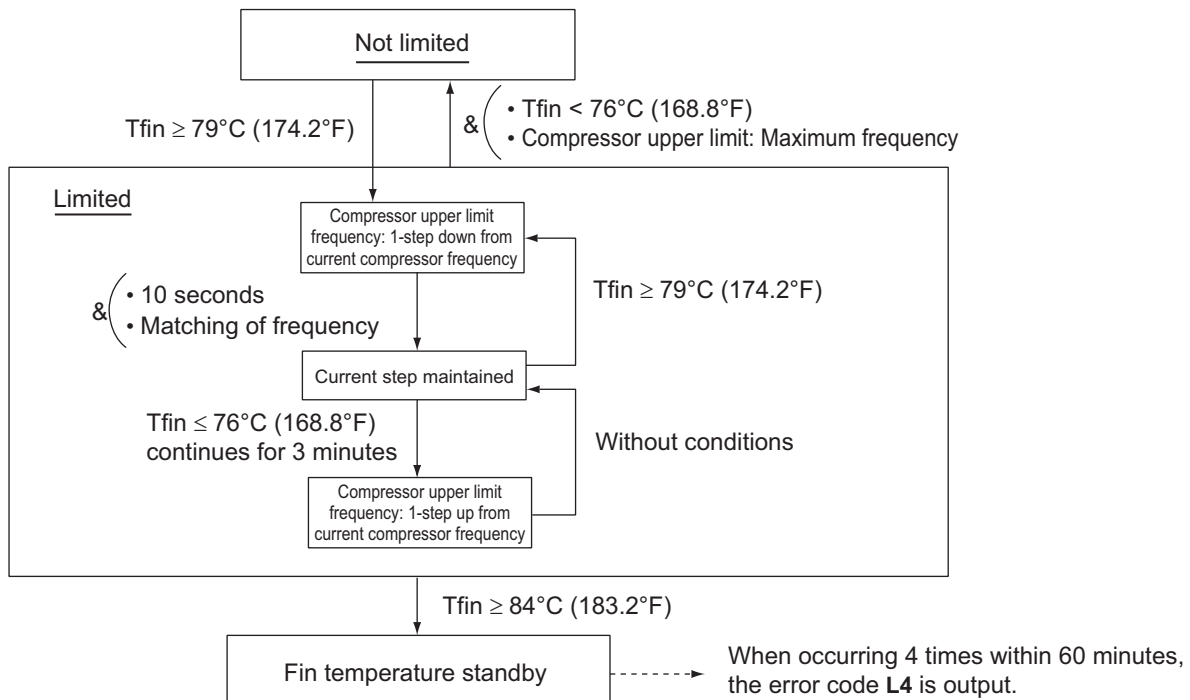 Not limited
Tfin ≥ 79°C (174.2°F)
&
• Tfin < 76°C (168.8°F)
• Compressor upper limit: Maximum frequency
Limited
Compressor upper limit
frequency: 1-step down from
current compressor frequency
&
• 10 seconds
• Matching of frequency
Tfin ≥ 79°C (174.2°F)
Current step maintained
Tfin ≤ 76°C (168.8°F)
continues for 3 minutes
Without conditions
Compressor upper limit
frequency: 1-step up from
current compressor frequency
Tfin ≥ 84°C (183.2°F)
Fin temperature standby
When occurring 4 times within 60 minutes,
the error code L4 is output.